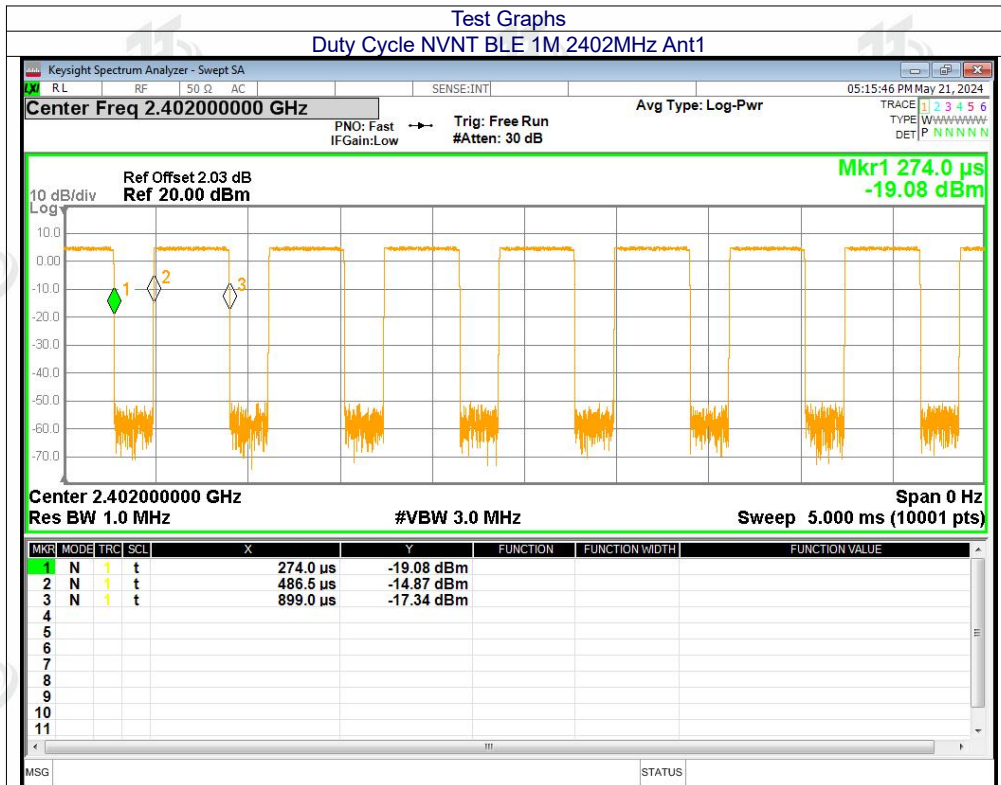 Test Graphs
Duty Cycle NVNT BLE 1M 2402MHz Ant1
Keysight Spectrum Analyzer - Swept SA
LXI RL RF 50 Ω AC SENSE:INT 05:15:46 PM May 21, 2024
Center Freq 2.402000000 GHz Avg Type: Log-Pwr TRACE 1 2 3 4 5 6
PNO: Fast Trig: Free Run TYPE WWWWWWW
IFGain:Low #Atten: 30 dB DET P N N N N N
Mkr1 274.0 µs
Ref Offset 2.03 dB
10 dB/div Ref 20.00 dBm -19.08 dBm
Log
10.0
0.00
1 2 3
-10.0
-20.0
-30.0
-40.0
-50.0
-60.0
-70.0
Center 2.402000000 GHz Span 0 Hz
Res BW 1.0 MHz #VBW 3.0 MHz Sweep 5.000 ms (10001 pts)
MKR MODE TRC SCL X Y FUNCTION FUNCTION WIDTH FUNCTION VALUE
1 N 1 t 274.0 µs -19.08 dBm
2 N 1 t 486.5 µs -14.87 dBm
3 N 1 t 899.0 µs -17.34 dBm
4
5
6
7
8
9
10
11
MSG STATUS